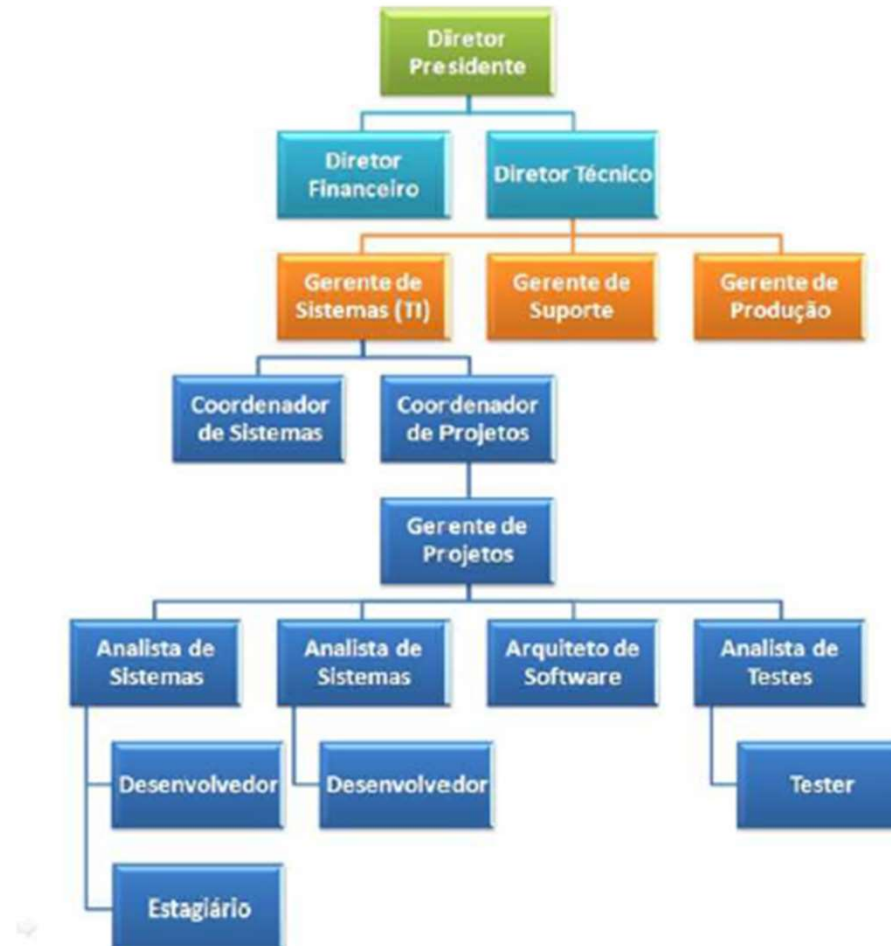 Diretor
Presidente
Diretor
Financeiro
Diretor Técnico
Gerente de
Sistemas (TI)
Gerente de
Suporte
Gerente de
Produção
Coordenador
de Sistemas
Coordenador
de Projetos
Gerente de
Projetos
Analista de
Sistemas
Analista de
Sistemas
Arquiteto de
Software
Analista de
Testes
Desenvolvedor
Desenvolvedor
Tester
Estagiário